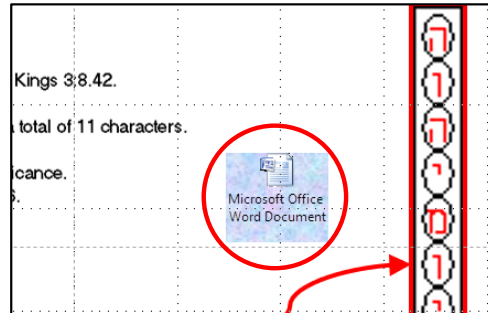 Kings 3:8.42.
total of 11 characters.
icance.
Microsoft Office
Word Document
ה
ו
ה
י
מ
ו